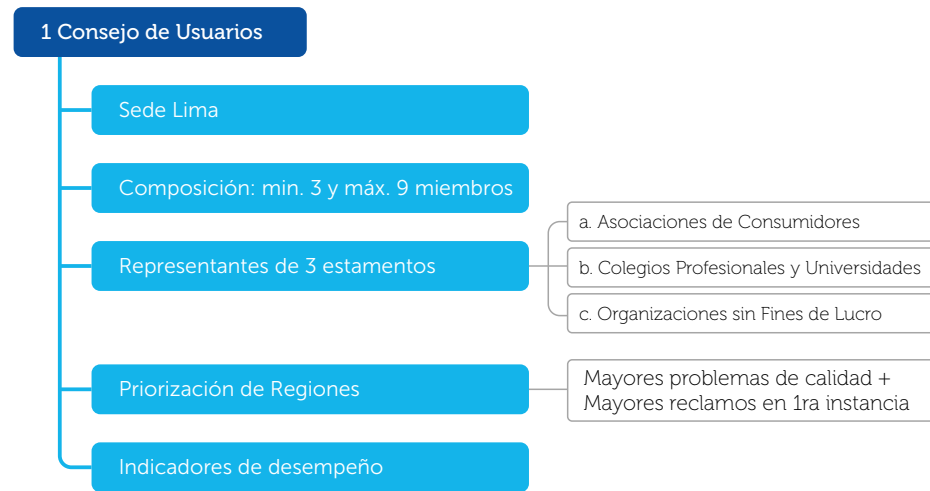 1 Consejo de Usuarios
Sede Lima
Composición: min. 3 y máx. 9 miembros
Representantes de 3 estamentos
a. Asociaciones de Consumidores
b. Colegios Profesionales y Universidades
c. Organizaciones sin Fines de Lucro
Priorización de Regiones
Mayores problemas de calidad +
Mayores reclamos en 1ra instancia
Indicadores de desempeño